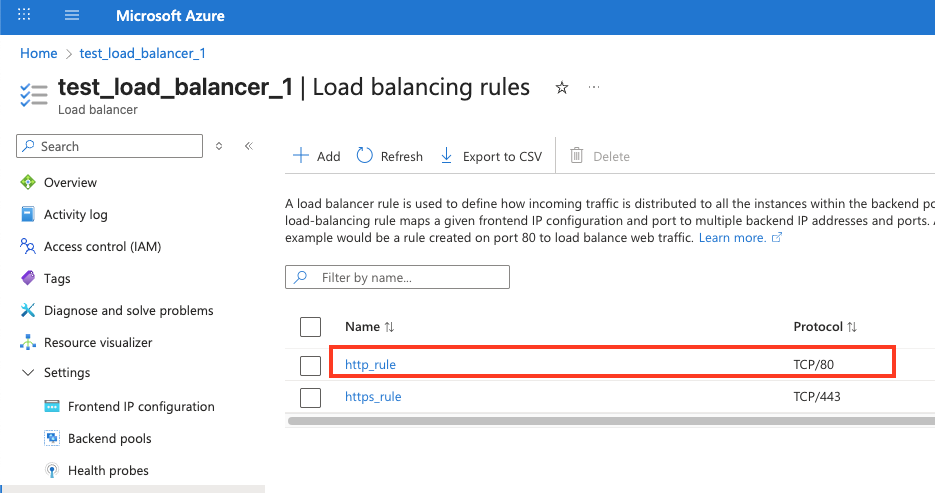 Microsoft Azure
Home > test_load_balancer_1
test_load_balancer_1 | Load balancing rules
Load balancer
Search
Overview
Activity log
Access control (IAM)
Tags
Diagnose and solve problems
Resource visualizer
Settings
Frontend IP configuration
Backend pools
Health probes
Add Refresh Export to CSV Delete
A load balancer rule is used to define how incoming traffic is distributed to all the instances within the backend po
load-balancing rule maps a given frontend IP configuration and port to multiple backend IP addresses and ports.
example would be a rule created on port 80 to load balance web traffic. Learn more.
Filter by name...
Name Protocol
http_rule TCP/80
https_rule TCP/443